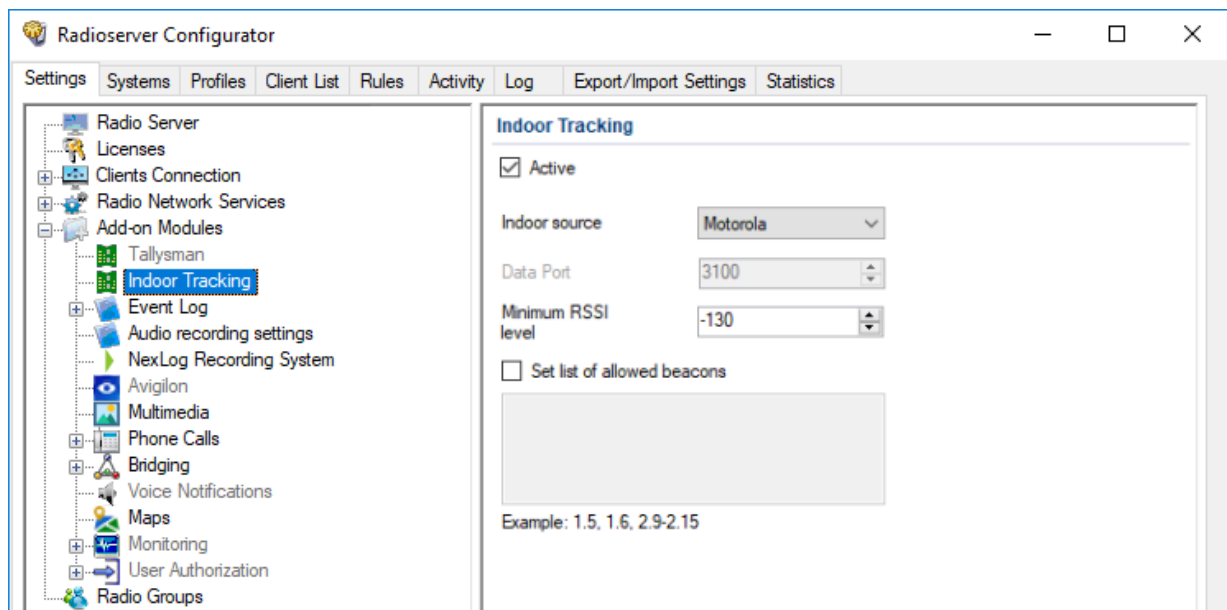 Radioserver Configurator
Settings Systems Profiles Client List Rules Activity Log Export/Import Settings Statistics
Radio Server
Licenses
Clients Connection
Radio Network Services
Add-on Modules
Tallysman
Indoor Tracking
Event Log
Audio recording settings
NexLog Recording System
Avigilon
Multimedia
Phone Calls
Bridging
Voice Notifications
Maps
Monitoring
User Authorization
Radio Groups
Indoor Tracking
Active
Indoor source Motorola
Data Port 3100
Minimum RSSI
level -130
Set list of allowed beacons
Example: 1.5, 1.6, 2.9-2.15